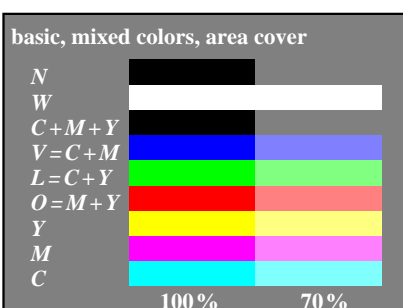 basic, mixed colors, area cover
N
W
C+M+Y
V=C+M
L=C+Y
O=M+Y
Y
M
C
100% 70%